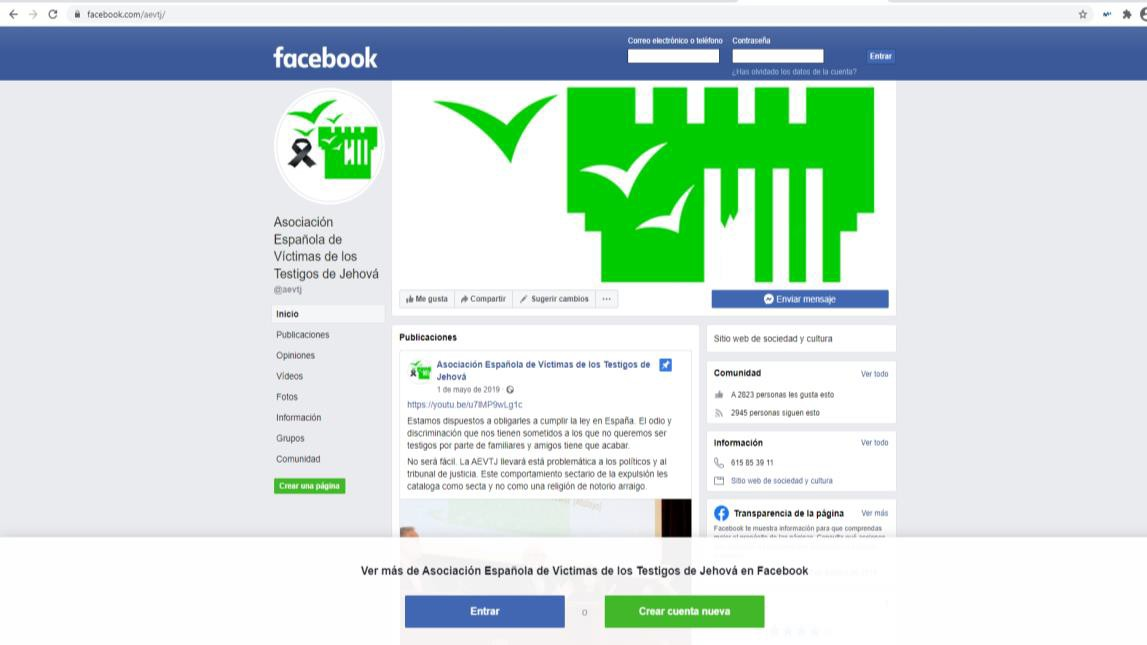 facebook.com/aevtj/
facebook
Correo electrónico o teléfono
Contraseña
Entrar
¿Has olvidado los datos de la cuenta?
Asociación
Española de
Víctimas de los
Testigos de Jehová
@aevtj
Inicio
Publicaciones
Opiniones
Vídeos
Fotos
Información
Grupos
Comunidad
Crear una página
Me gusta
Compartir
Sugerir cambios
Enviar mensaje
Publicaciones
Asociación Española de Víctimas de los Testigos de
Jehová
1 de mayo de 2019 ·
Estamos dispuestos a obligarles a cumplir la ley en España. El odio y
discriminación que nos tienen sometidos a los que no queremos ser
testigos por parte de familiares y amigos tiene que acabar.
No será fácil. La AEVTJ llevará está problemática a los políticos y al
tribunal de justicia. Este comportamiento sectario de la expulsión les
cataloga como secta y no como una religión de notorio arraigo.
Sitio web de sociedad y cultura
Comunidad
Ver todo
A 2823 personas les gusta esto
2945 personas siguen esto
Información
Ver todo
615 85 39 11
Sitio web de sociedad y cultura
Transparencia de la página
Ver más
Facebook te muestra información para que comprendas
Ver más de Asociación Española de Víctimas de los Testigos de Jehová en Facebook
Entrar
o
Crear cuenta nueva